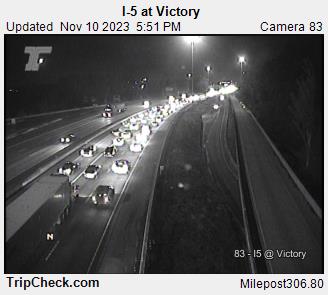 I-5 at Victory
Updated Nov 10 2023 5:51 PM Camera 83
T
N
83 - I5 @ Victory
TripCheck.com Milepost306.80